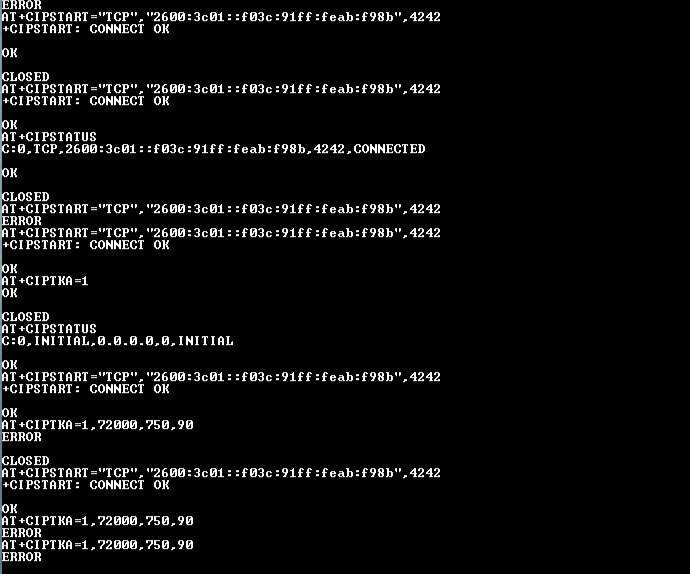 ERROR
AT+CIPSTART="TCP","2600:3c01::f03c:91ff:feab:f98b",4242
+CIPSTART: CONNECT OK
OK
CLOSED
AT+CIPSTART="TCP","2600:3c01::f03c:91ff:feab:f98b",4242
+CIPSTART: CONNECT OK
OK
AT+CIPSTATUS
C:0,TCP,2600:3c01::f03c:91ff:feab:f98b,4242,CONNECTED
OK
CLOSED
AT+CIPSTART="TCP","2600:3c01::f03c:91ff:feab:f98b",4242
ERROR
AT+CIPSTART="TCP","2600:3c01::f03c:91ff:feab:f98b",4242
+CIPSTART: CONNECT OK
OK
AT+CIPTKA=1
OK
CLOSED
AT+CIPSTATUS
C:0,INITIAL,0.0.0.0,0,INITIAL
OK
AT+CIPSTART="TCP","2600:3c01::f03c:91ff:feab:f98b",4242
+CIPSTART: CONNECT OK
OK
AT+CIPTKA=1,72000,750,90
ERROR
CLOSED
AT+CIPSTART="TCP","2600:3c01::f03c:91ff:feab:f98b",4242
+CIPSTART: CONNECT OK
OK
AT+CIPTKA=1,72000,750,90
ERROR
AT+CIPTKA=1,72000,750,90
ERROR